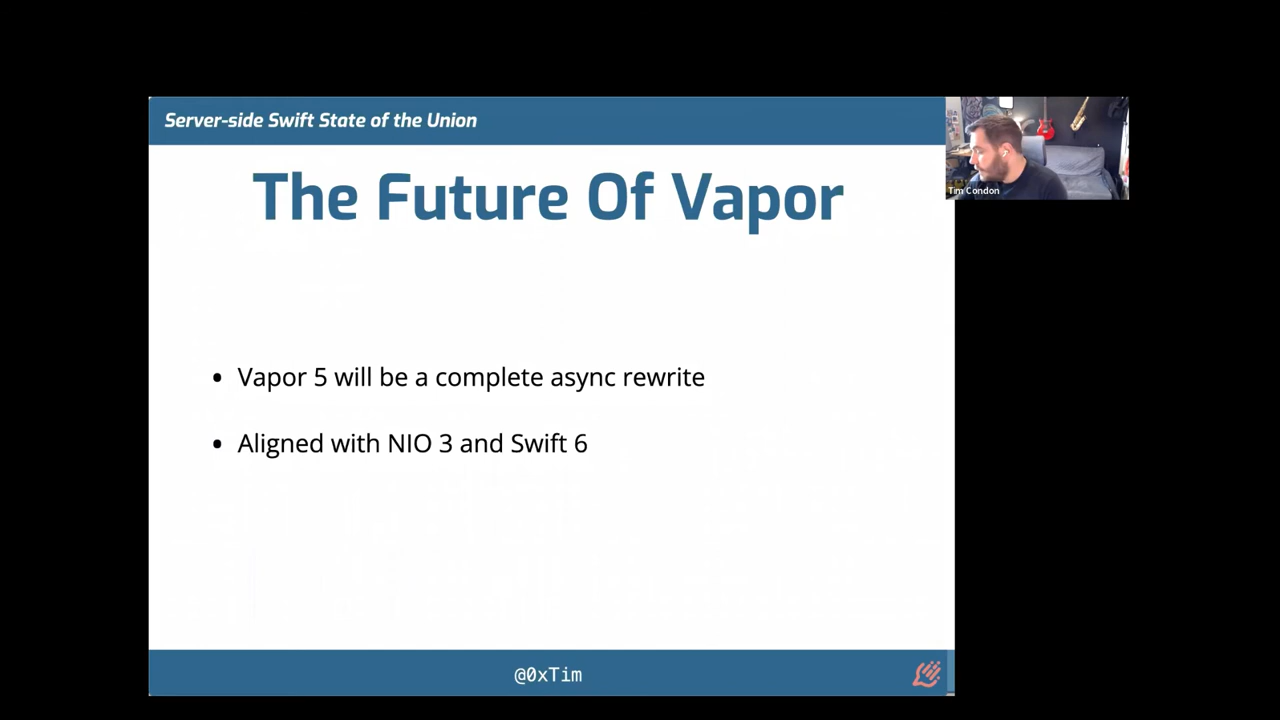 Server-side Swift State of the Union
The Future Of Vapor
Tim Condon
• Vapor 5 will be a complete async rewrite
• Aligned with NIO 3 and Swift 6
@0xTim